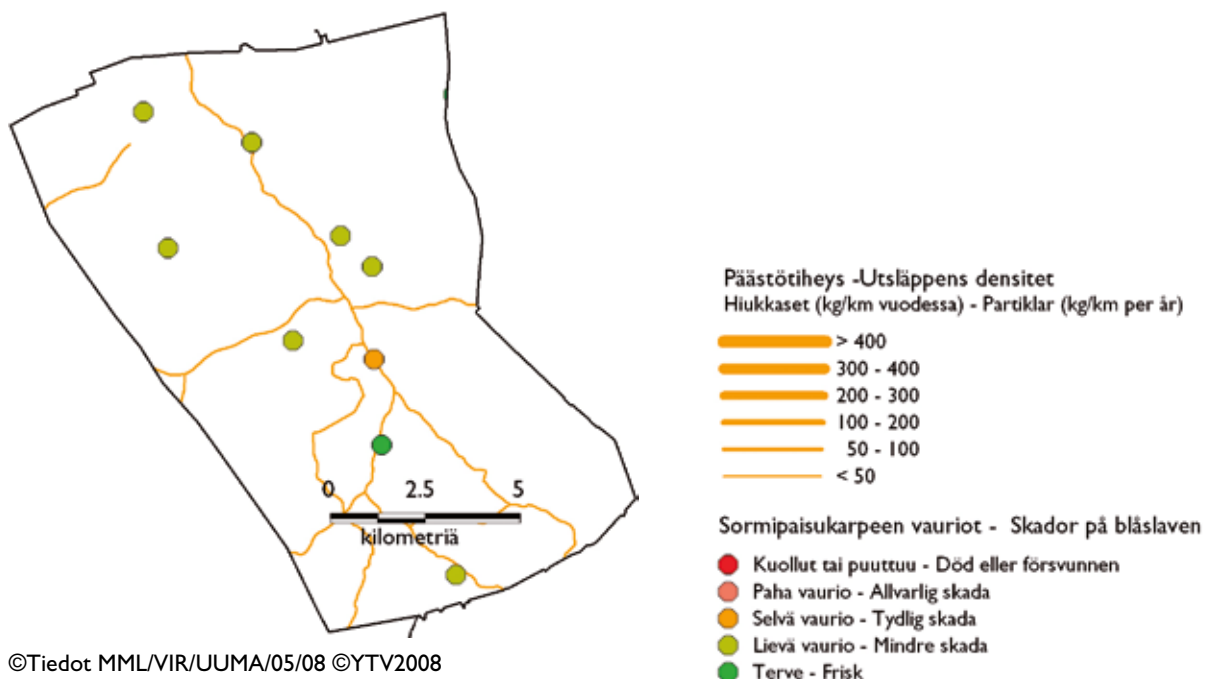 Päästötiheys -Utsläppens densitet
Hiukkaset (kg/km vuodessa) - Partiklar (kg/km per år)
> 400
300 - 400
200 - 300
100 - 200
50 - 100
< 50
0 2.5 5
kilometriä
Sormipaisukarpeen vauriot - Skador på blåslaven
Kuollut tai puuttuu - Död eller försvunnen
Paha vaurio - Allvarlig skada
Selvä vaurio - Tydlig skada
Lievä vaurio - Mindre skada
Terve - Frisk
©Tiedot MML/VIR/UUMA/05/08 ©YTV2008